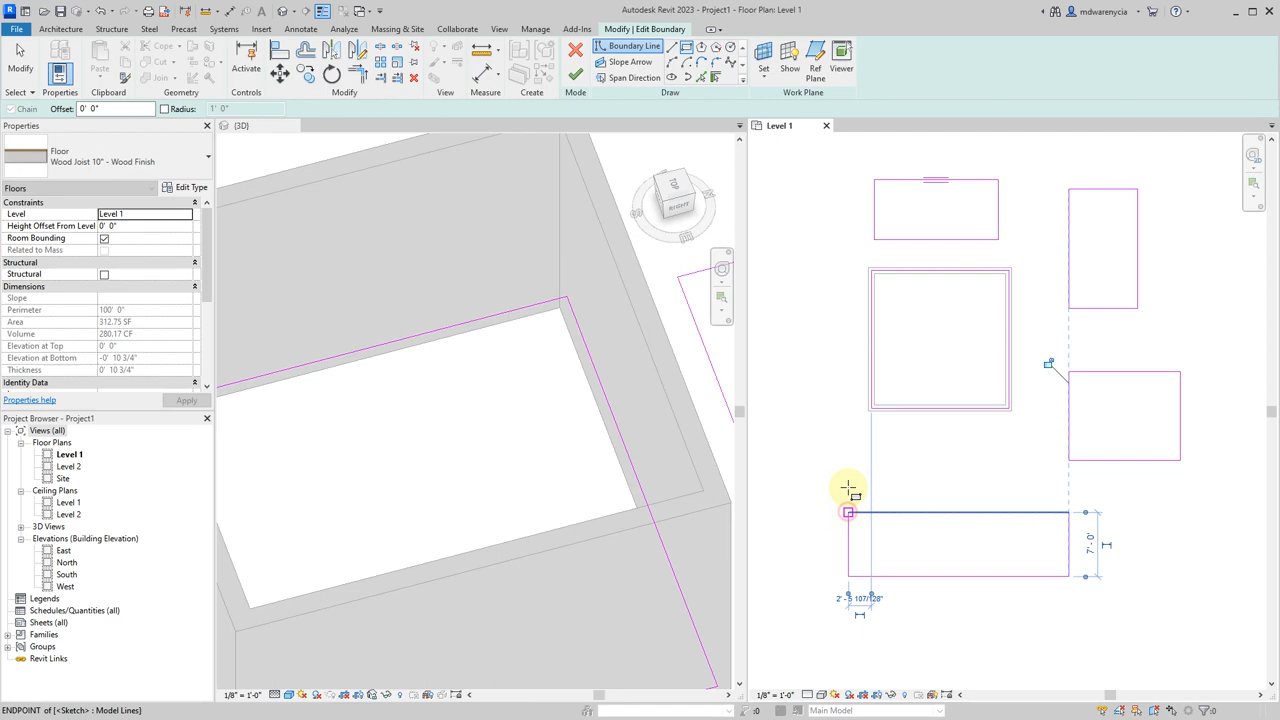 Autodesk Revit 2023 - Project1 - Floor Plan: Level 1
mdwarenycia
File Architecture Structure Steel Precast Systems Insert Annotate Analyze Massing & Site Collaborate View Manage Add-Ins Modify | Edit Boundary
Modify
Select
Properties
Paste
Clipboard
Cope
Cut
Join
Geometry
Activate
Controls
Modify
View
Measure
Create
Mode
Boundary Line
Slope Arrow
Span Direction
Draw
Set
Show
Ref
Plane
Viewer
Work Plane
Chain Offset: 0' 0" Radius: 1' 0"
Properties
{3D}
Level 1
Floor
Wood Joist 10" - Wood Finish
Floors
Edit Type
Constraints
Level Level 1
Height Offset From Level 0' 0"
Room Bounding
Related to Mass
Structural
Structural
Dimensions
Slope
Perimeter 100' 0"
Area 312.75 SF
Volume 280.17 CF
Elevation at Top 0' 0"
Elevation at Bottom -0' 10 3/4"
Thickness 0' 10 3/4"
Identity Data
Properties help
Apply
Project Browser - Project1
Views (all)
Floor Plans
Level 1
Level 2
Site
Ceiling Plans
Level 1
Level 2
3D Views
Elevations (Building Elevation)
East
North
South
West
Legends
Schedules/Quantities (all)
Sheets (all)
Families
Groups
Revit Links
TOP
RIGHT
7' - 0"
2' - 5 107/128"
1/8" = 1'-0"
1/8" = 1'-0"
ENDPOINT of [<Sketch> : Model Lines]
:0
Main Model
:0